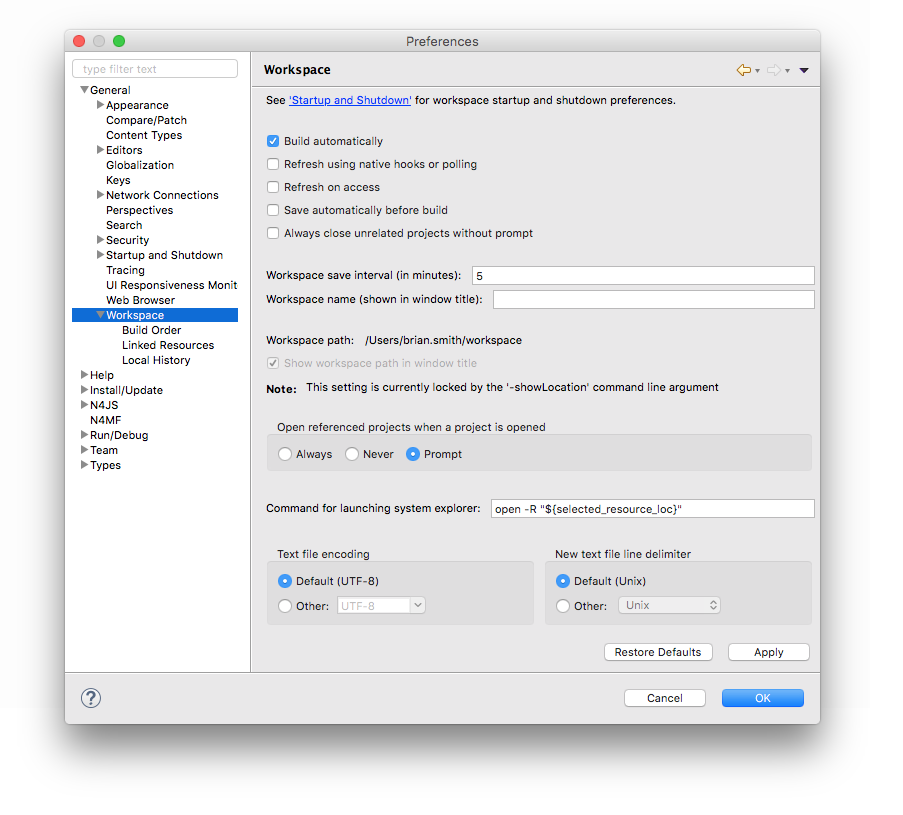 Preferences
type filter text
General
Appearance
Compare/Patch
Content Types
Editors
Globalization
Keys
Network Connections
Perspectives
Search
Security
Startup and Shutdown
Tracing
UI Responsiveness Monit
Web Browser
Workspace
Build Order
Linked Resources
Local History
Help
Install/Update
N4JS
N4MF
Run/Debug
Team
Types
Workspace
See 'Startup and Shutdown' for workspace startup and shutdown preferences.
Build automatically
Refresh using native hooks or polling
Refresh on access
Save automatically before build
Always close unrelated projects without prompt
Workspace save interval (in minutes): 5
Workspace name (shown in window title):
Workspace path: /Users/brian.smith/workspace
Show workspace path in window title
Note: This setting is currently locked by the '-showLocation' command line argument
Open referenced projects when a project is opened
Always Never Prompt
Command for launching system explorer: open -R "${selected_resource_loc}"
Text file encoding
Default (UTF-8)
Other: UTF-8
New text file line delimiter
Default (Unix)
Other: Unix
Restore Defaults Apply
? Cancel OK